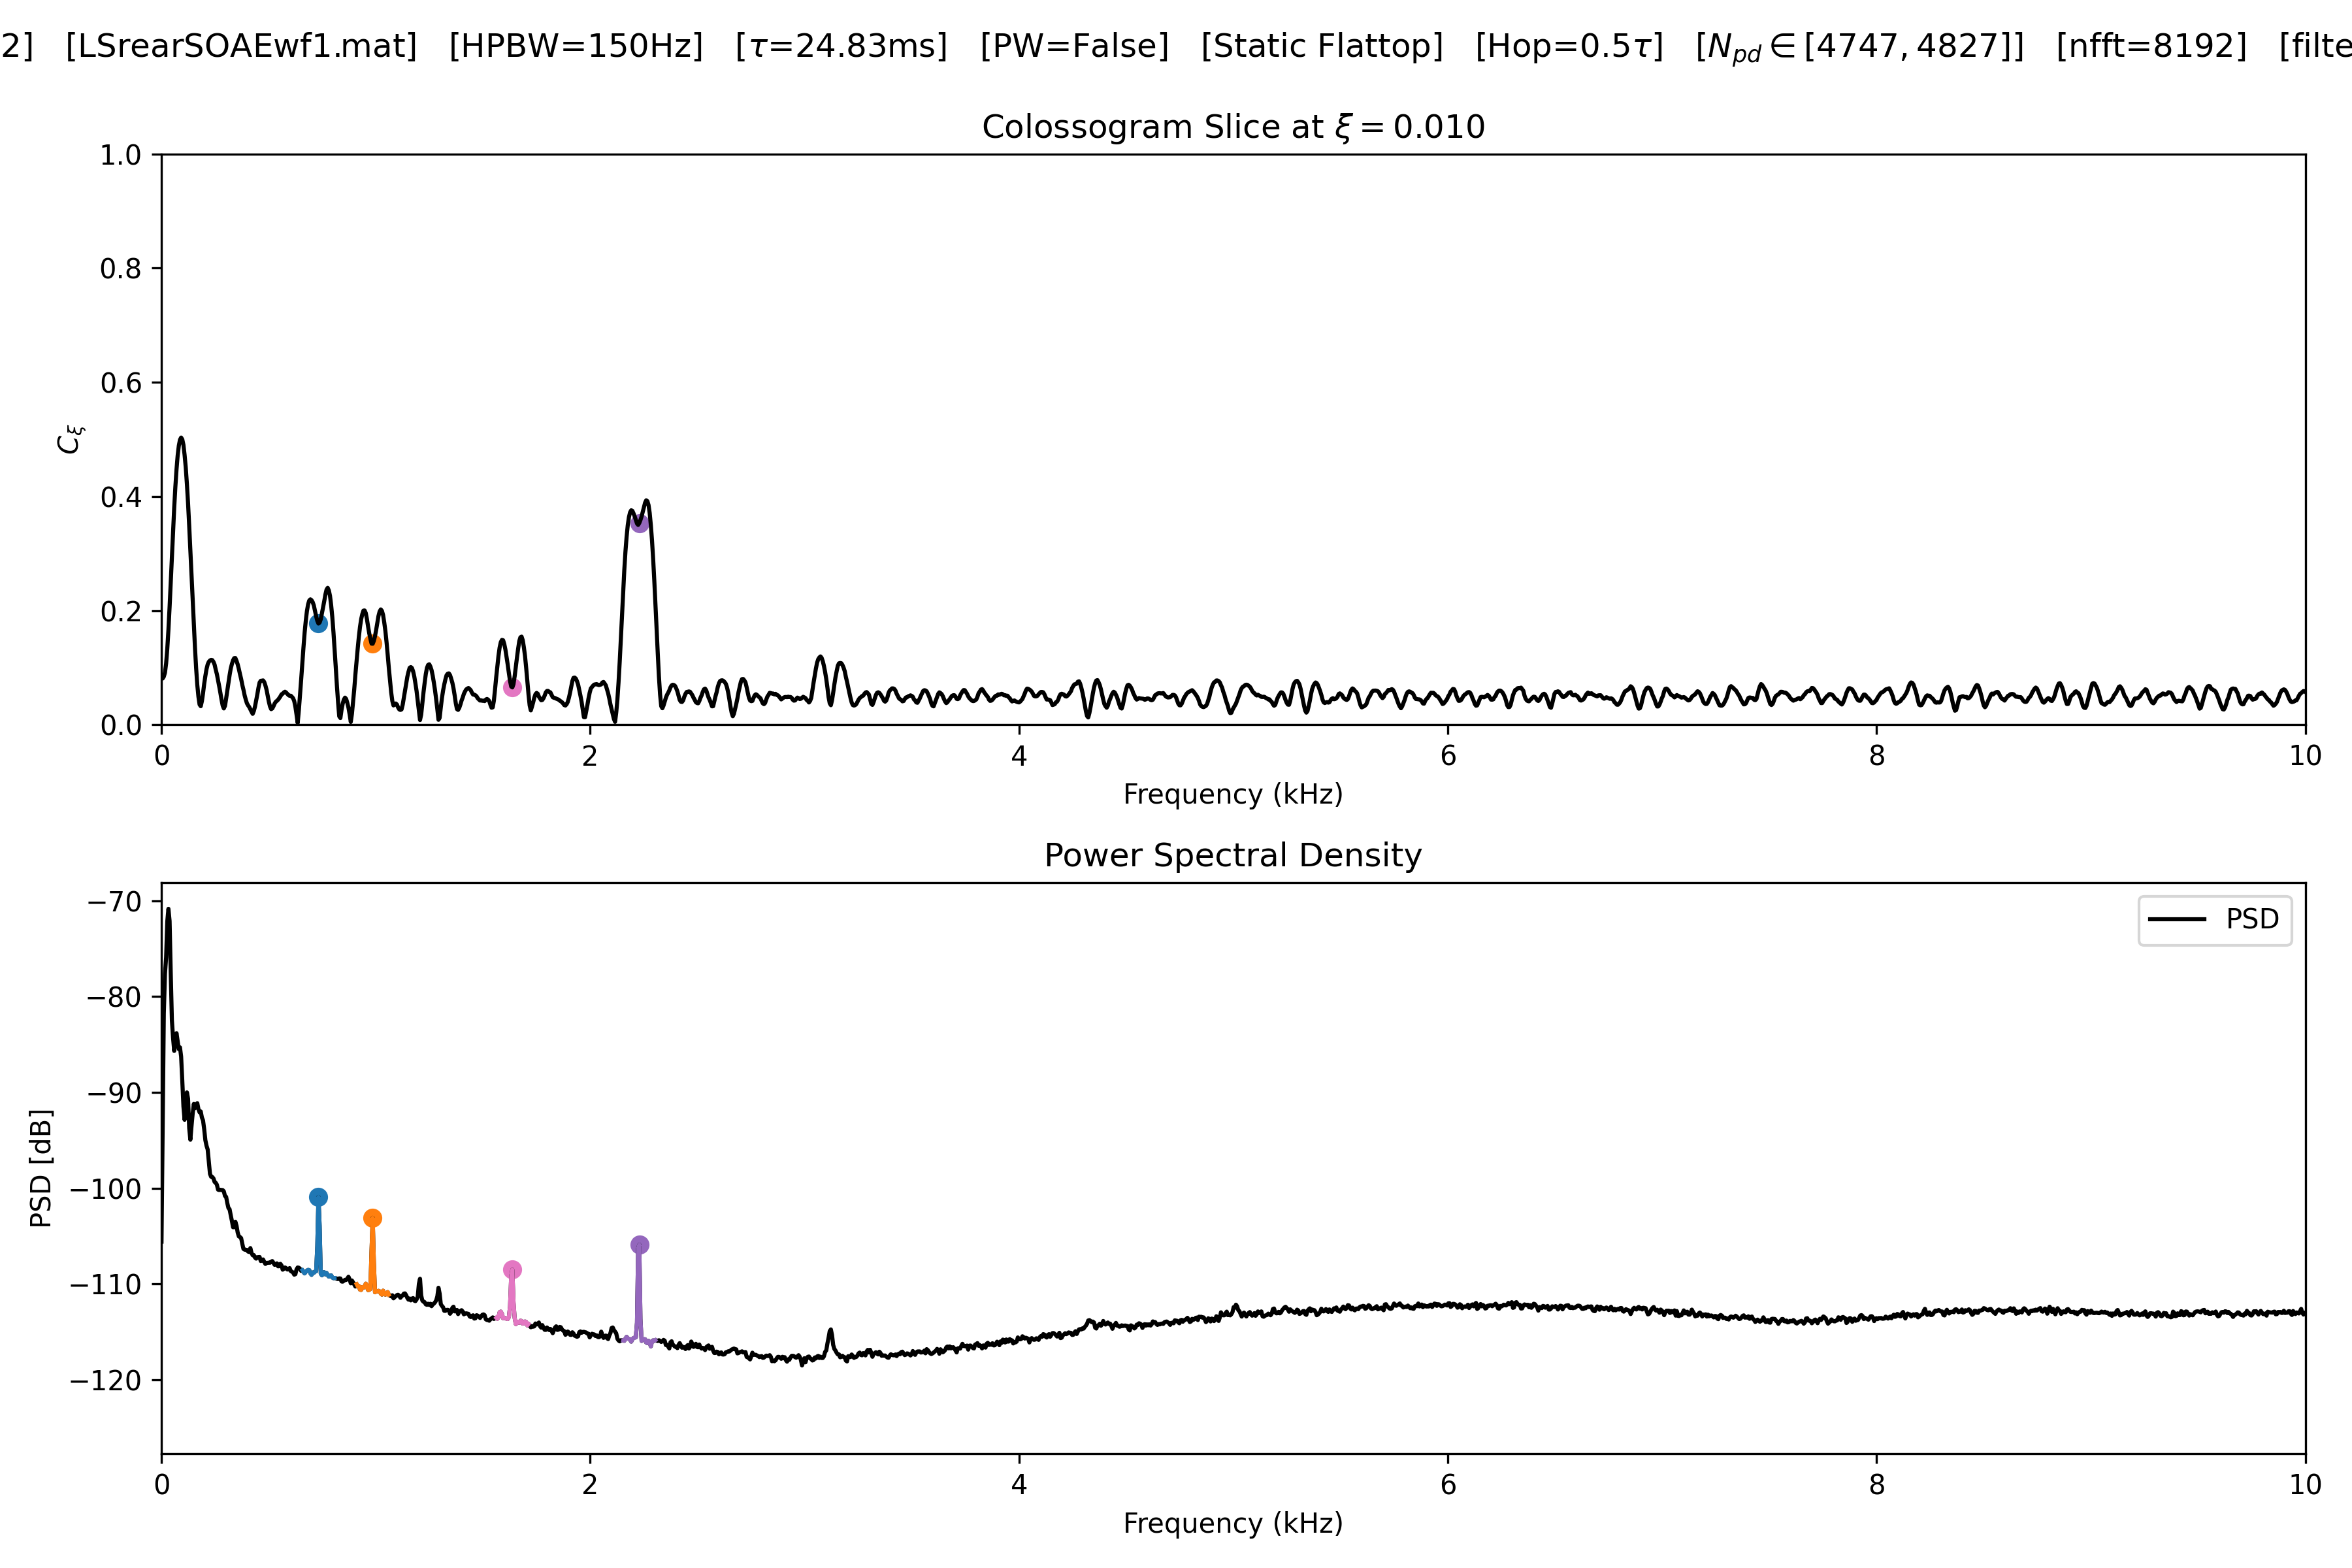 2] [LSrearSOAEwf1.mat] [HPBW=150Hz] [τ=24.83ms] [PW=False] [Static Flattop] [Hop=0.5τ] [N_pd ∈ [4747, 4827]] [nfft=8192] [filte
Colossogram Slice at ξ = 0.010
1.0
0.8
0.6
0.4
0.2
0.0
C_ξ
0 2 4 6 8 10
Frequency (kHz)
Power Spectral Density
−70
−80
−90
−100
−110
−120
PSD [dB]
PSD
0 2 4 6 8 10
Frequency (kHz)